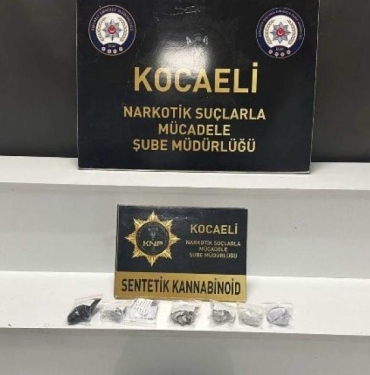 KOCAELİ
NARKOTİK SUÇLARLA
MÜCADELE
ŞUBE MÜDÜRLÜĞÜ
KNP
KOCAELİ
NARKOTİK SUÇLARLA
MÜCADELE
ŞUBE MÜDÜRLÜĞÜ
SENTETİK KANNABİNOİD